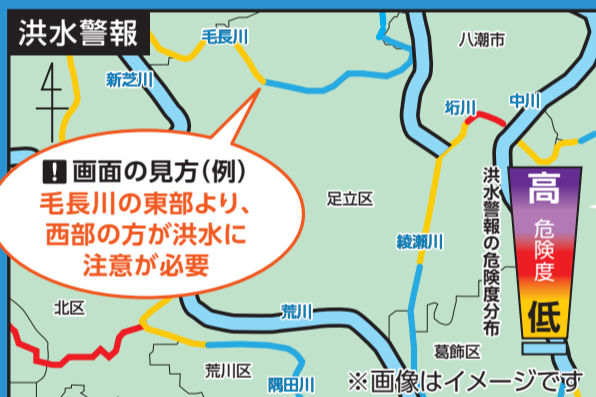 洪水警報
毛長川
八潮市
新芝川
垳川
中川
! 画面の見方(例)
毛長川の東部より、
西部の方が洪水に
注意が必要
足立区
綾瀬川
洪水警報の危険度分布
高
危険度
低
北区
荒川
荒川区
隅田川
葛飾区
※画像はイメージです